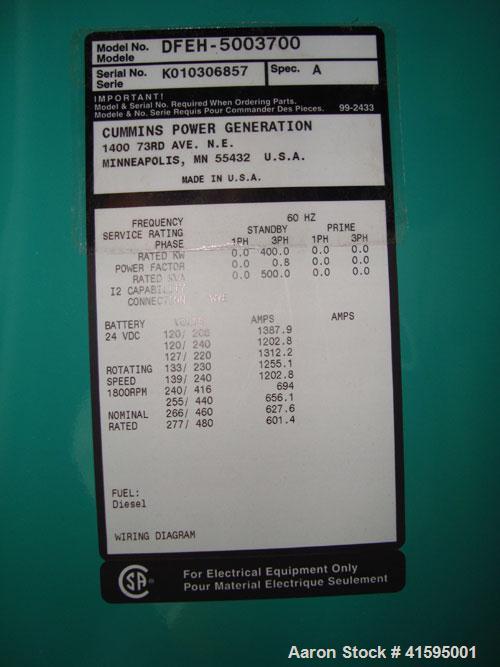 Model No. DFEH-5003700
Modele
Serial No. K010306857 Spec. A
Serie
IMPORTANT!
Model & Serial No. Required When Ordering Parts.
Modele & No. Serie Requis Pour Commander Des Pieces. 99-2433
CUMMINS POWER GENERATION
1400 73RD AVE. N.E.
MINNEAPOLIS, MN 55432 U.S.A.
MADE IN U.S.A.
FREQUENCY 60 HZ
SERVICE RATING STANDBY PRIME
PHASE 1PH 3PH 1PH 3PH
RATED KW 0.0 400.0 0.0 0.0
POWER FACTOR 0.0 0.8 0.0 0.0
RATED KVA 0.0 500.0 0.0 0.0
I2 CAPABILITY
CONNECTION WYE
BATTERY VOLTS AMPS AMPS
24 VDC 120/ 208 1387.9
120/ 240 1202.8
127/ 220 1312.2
ROTATING 133/ 230 1255.1
SPEED 139/ 240 1202.8
1800RPM 240/ 416 694
255/ 440 656.1
NOMINAL 266/ 460 627.6
RATED 277/ 480 601.4
FUEL:
Diesel
WIRING DIAGRAM
CSA ®
For Electrical Equipment Only
Pour Material Electrique Seulement
Aaron Stock # 41595001